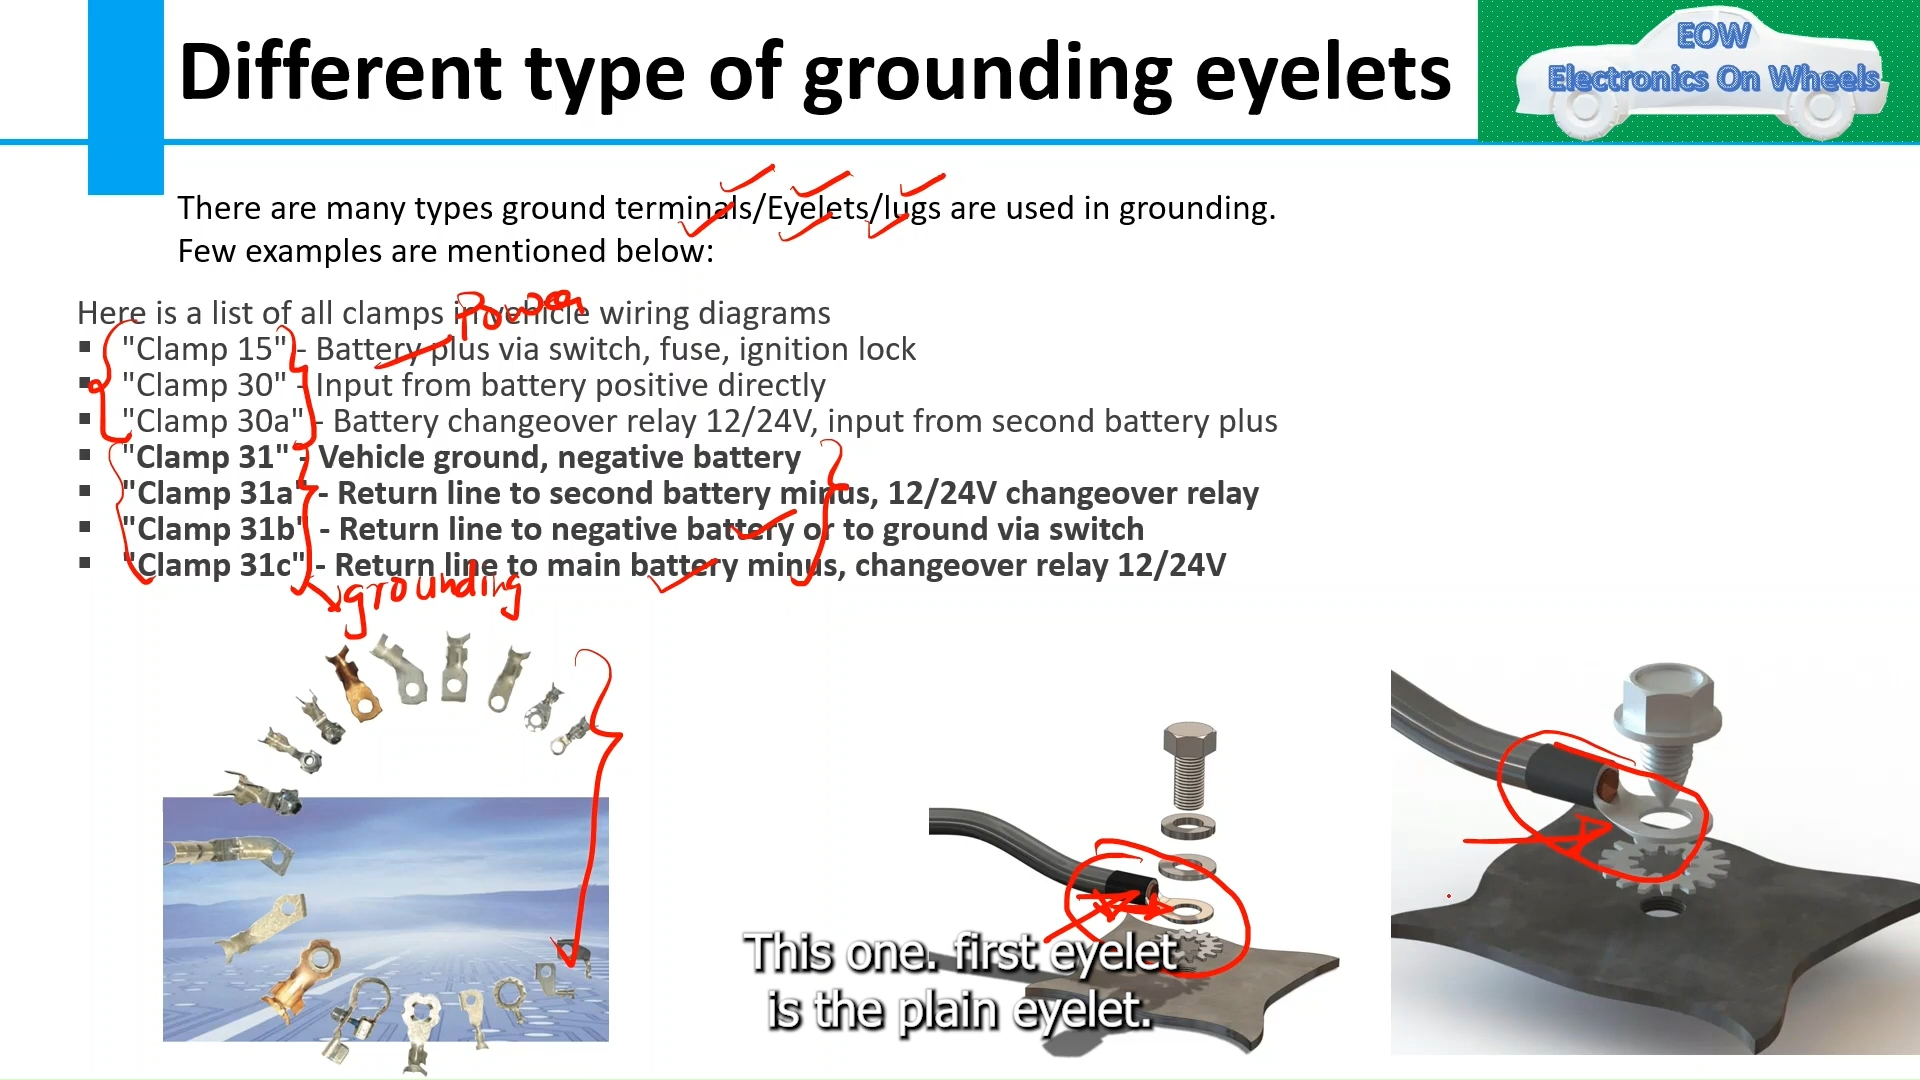 Different type of grounding eyelets
EOW
Electronics On Wheels
There are many types ground terminals/Eyelets/lugs are used in grounding.
Few examples are mentioned below:
Here is a list of all clamps in vehicle wiring diagrams
Power
▪ "Clamp 15" - Battery plus via switch, fuse, ignition lock
▪ "Clamp 30" - Input from battery positive directly
▪ "Clamp 30a" - Battery changeover relay 12/24V, input from second battery plus
▪ "Clamp 31" - Vehicle ground, negative battery
▪ "Clamp 31a" - Return line to second battery minus, 12/24V changeover relay
▪ "Clamp 31b" - Return line to negative battery or to ground via switch
▪ "Clamp 31c" - Return line to main battery minus, changeover relay 12/24V
grounding
This one. first eyelet
is the plain eyelet.